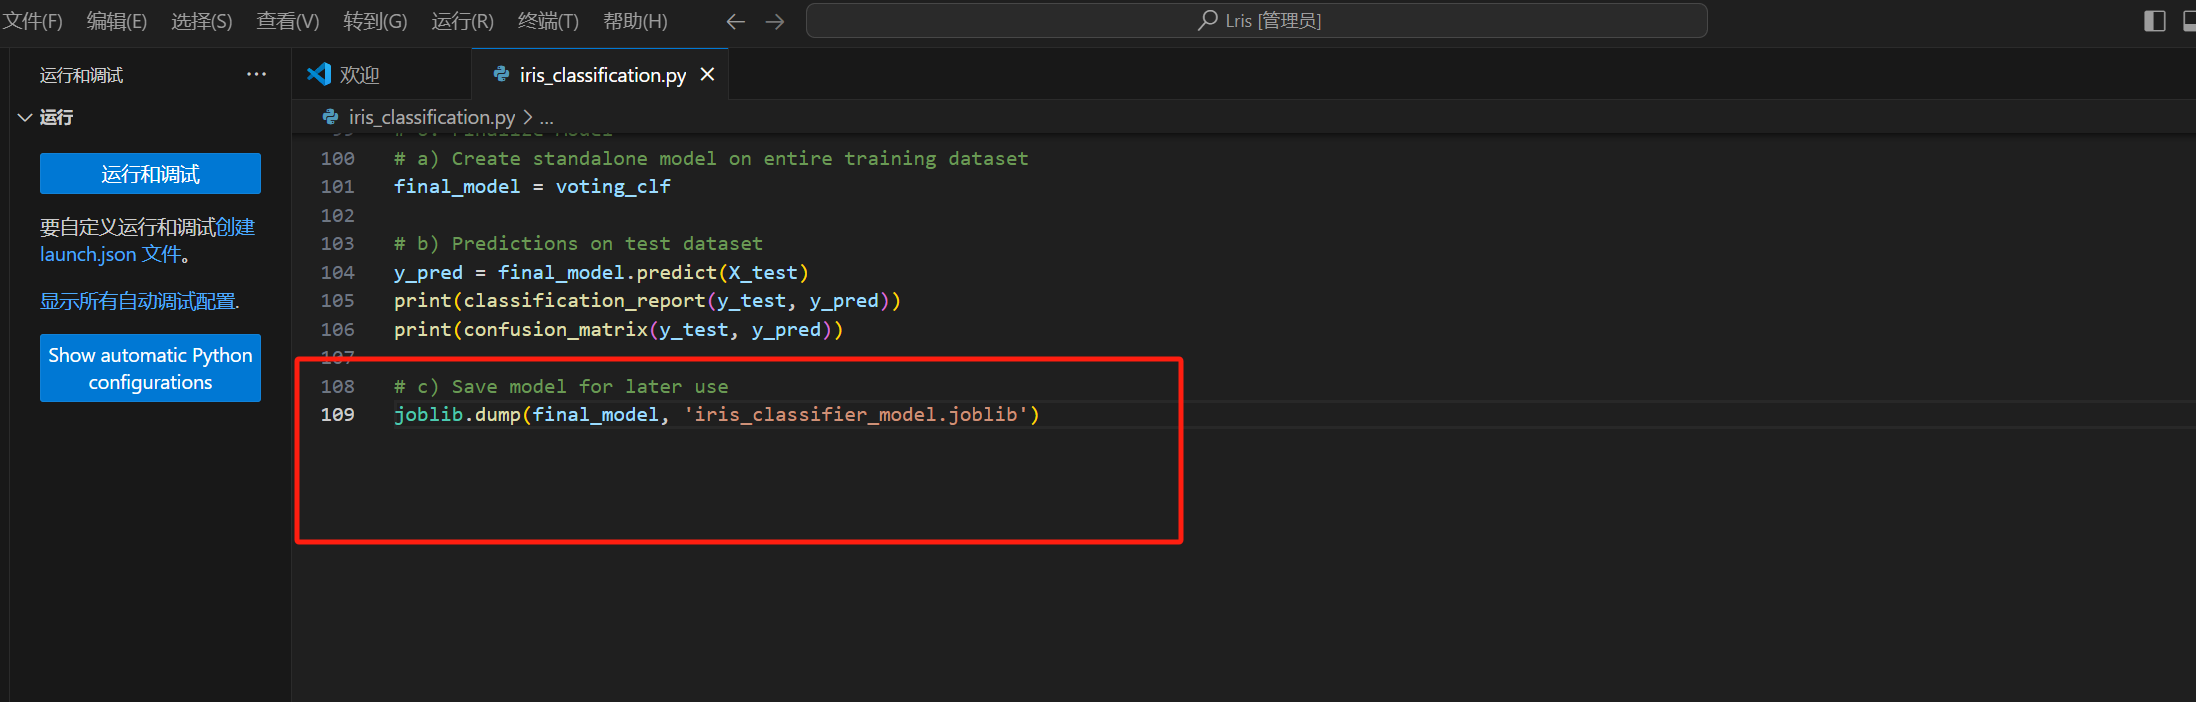 文件(F) 编辑(E) 选择(S) 查看(V) 转到(G) 运行(R) 终端(T) 帮助(H) Lris [管理员]
运行和调试 ··· 欢迎 iris_classification.py
运行
iris_classification.py > ...
运行和调试
要自定义运行和调试创建
launch.json 文件。
显示所有自动调试配置.
Show automatic Python
configurations
99 # 6. Finalize Model
100 # a) Create standalone model on entire training dataset
101 final_model = voting_clf
102
103 # b) Predictions on test dataset
104 y_pred = final_model.predict(X_test)
105 print(classification_report(y_test, y_pred))
106 print(confusion_matrix(y_test, y_pred))
107
108 # c) Save model for later use
109 joblib.dump(final_model, 'iris_classifier_model.joblib')